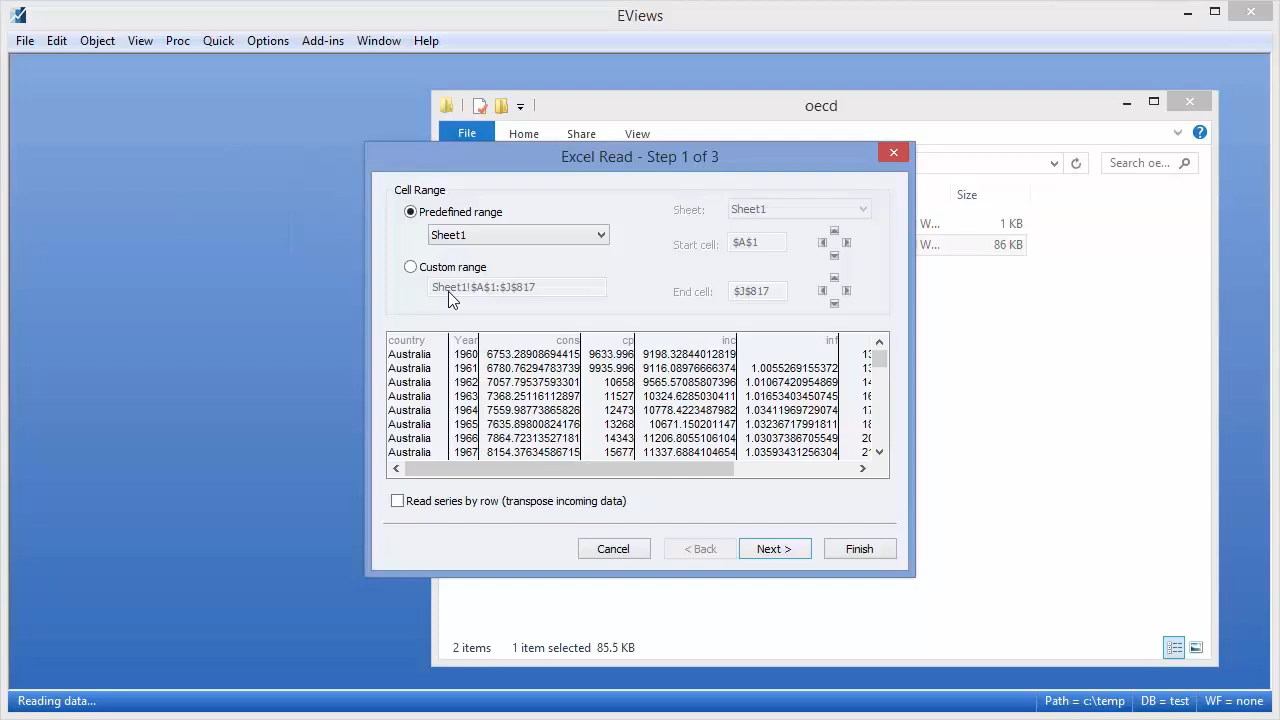 EViews
File Edit Object View Proc Quick Options Add-ins Window Help
oecd
File Home Share View
Search oe...
Size
W... 1 KB
W... 86 KB
Excel Read - Step 1 of 3
Cell Range
Predefined range
Sheet1
Custom range
Sheet1!$A$1:$J$817
Sheet: Sheet1
Start cell: $A$1
End cell: $J$817
country Year cons cp inc inf
Australia 1960 6753.28908694415 9633.996 9198.32844012819 13
Australia 1961 6780.76294783739 9935.996 9116.08976666374 1.0055269155372 13
Australia 1962 7057.79537593301 10658 9565.57085807396 1.01067420954869 14
Australia 1963 7368.25116112897 11527 10324.6285030411 1.01653403450745 16
Australia 1964 7559.98773865826 12473 10778.4223487982 1.03411969729074 17
Australia 1965 7635.89800824176 13268 10671.150201147 1.03236717991811 18
Australia 1966 7864.72313527181 14343 11206.8055106104 1.03037386705549 20
Australia 1967 8154.37634586715 15677 11337.6884104654 1.03593431256304 21
Read series by row (transpose incoming data)
Cancel < Back Next > Finish
2 items 1 item selected 85.5 KB
Reading data... Path = c:\temp DB = test WF = none